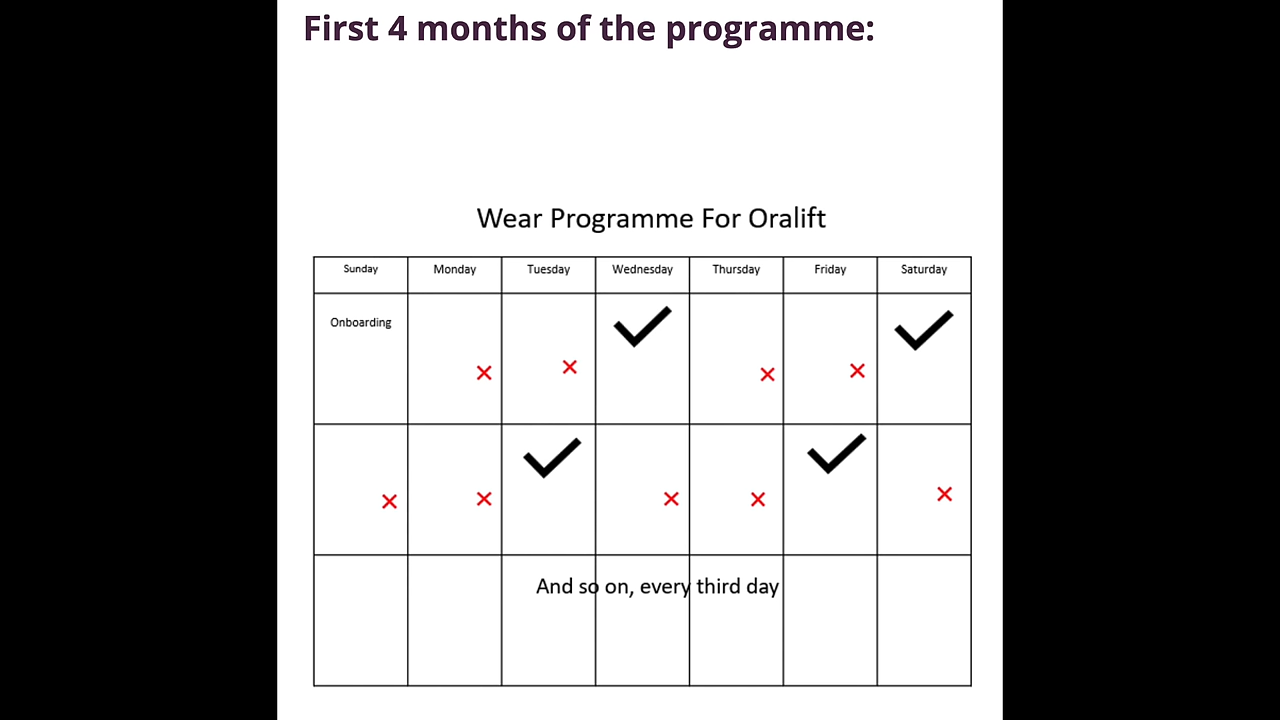 First 4 months of the programme:
Wear Programme For Oralift
Sunday Monday Tuesday Wednesday Thursday Friday Saturday
Onboarding
And so on, every third day